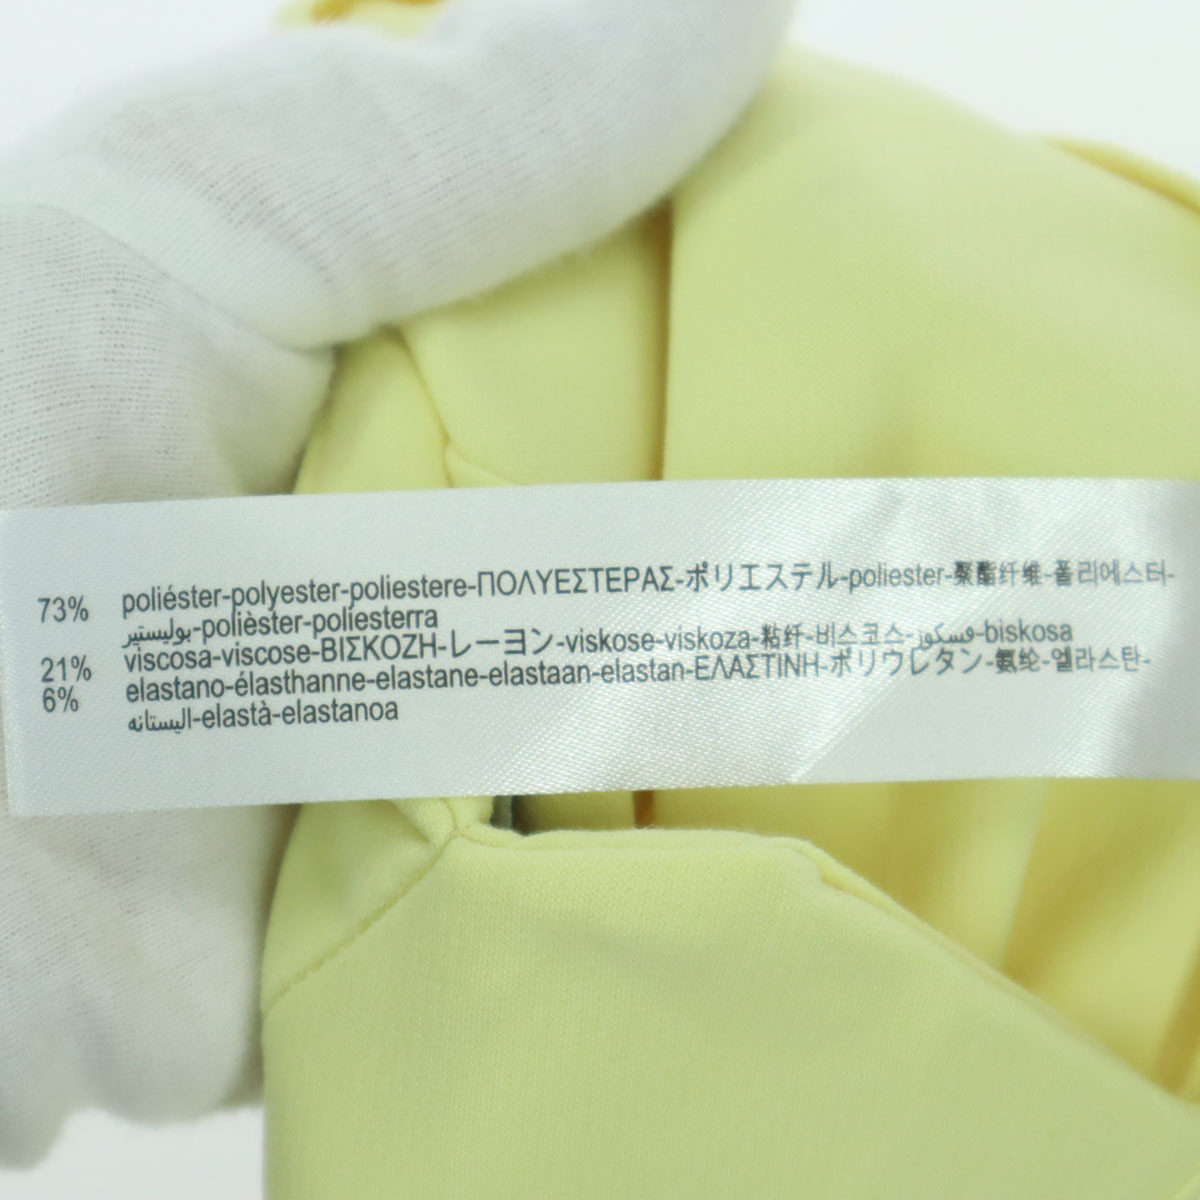 73% poliéster-polyester-poliestere-ΠΟΛΥΕΣΤΕΡΑΣ-ポリエステル-poliester-聚酯纤维-폴리에스터-
بوليستير-polièster-poliesterra
21% viscosa-viscose-ΒΙΣΚΟΖΗ-レーヨン-viskose-viskoza-粘纤-비스코스-فسكوز-biskosa
6% elastano-élasthanne-elastane-elastaan-elastan-ΕΛΑΣΤΙΝΗ-ポリウレタン-氨纶-엘라스탄-
اليستانه-elastà-elastanoa